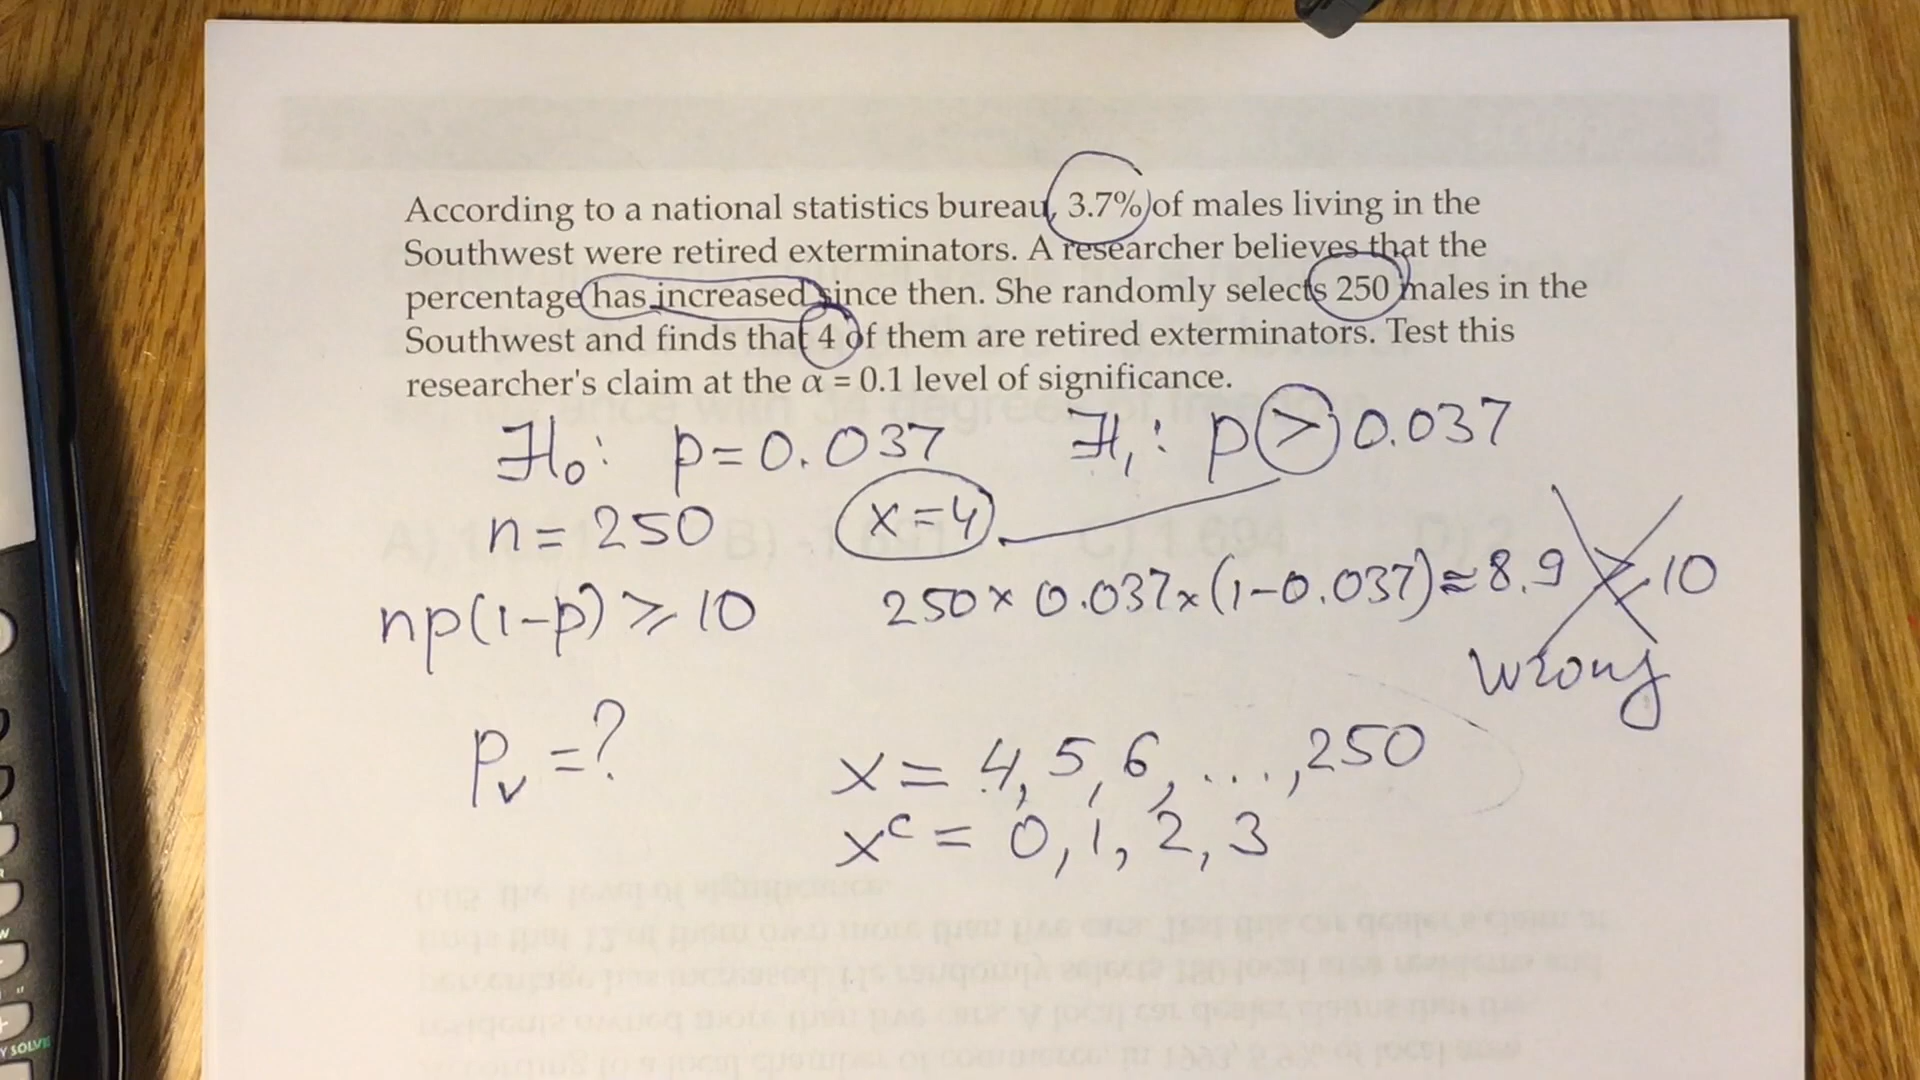 According to a national statistics bureau, 3.7% of males living in the
Southwest were retired exterminators. A researcher believes that the
percentage has increased since then. She randomly selects 250 males in the
Southwest and finds that 4 of them are retired exterminators. Test this
researcher's claim at the α = 0.1 level of significance.
H₀: p = 0.037 H₁: p > 0.037
n = 250 x = 4
np(1-p) ⩾ 10 250 × 0.037 × (1-0.037) ≈ 8.9 ⩾ 10
wrong
Pv = ? x = 4, 5, 6, ..., 250
xᶜ = 0, 1, 2, 3
SOLVE